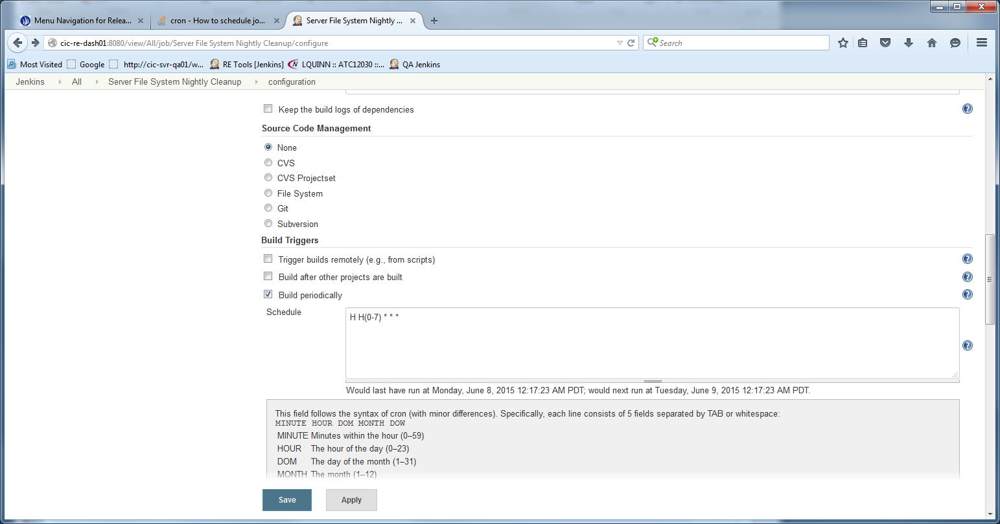 Menu Navigation for Relea...
cron - How to schedule jo...
Server File System Nightly ...
cic-re-dash01:8080/view/All/job/Server File System Nightly Cleanup/configure
Search
Most Visited
Google
http://cic-svr-qa01/w...
RE Tools [Jenkins]
LQUINN :: ATC12030 ::...
QA Jenkins
Jenkins
All
Server File System Nightly Cleanup
configuration
Keep the build logs of dependencies
Source Code Management
None
CVS
CVS Projectset
File System
Git
Subversion
Build Triggers
Trigger builds remotely (e.g., from scripts)
Build after other projects are built
Build periodically
Schedule
H H(0-7) * * *
Would last have run at Monday, June 8, 2015 12:17:23 AM PDT; would next run at Tuesday, June 9, 2015 12:17:23 AM PDT.
This field follows the syntax of cron (with minor differences). Specifically, each line consists of 5 fields separated by TAB or whitespace:
MINUTE HOUR DOM MONTH DOW
MINUTE Minutes within the hour (0–59)
HOUR The hour of the day (0–23)
DOM The day of the month (1–31)
MONTH The month (1–12)
Save
Apply